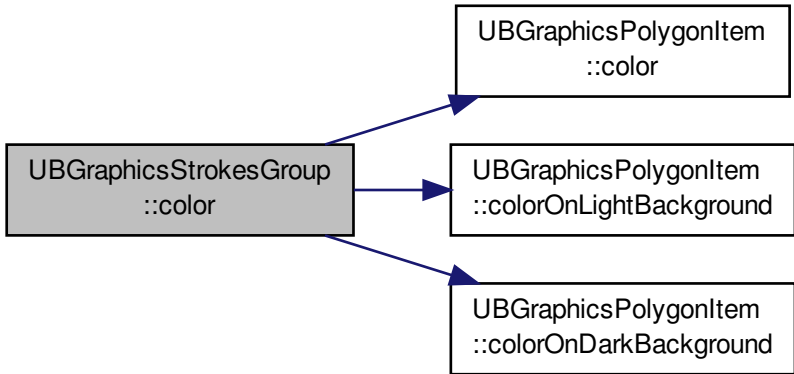 UBGraphicsPolygonItem
::color
UBGraphicsStrokesGroup
::color
UBGraphicsPolygonItem
::colorOnLightBackground
UBGraphicsPolygonItem
::colorOnDarkBackground